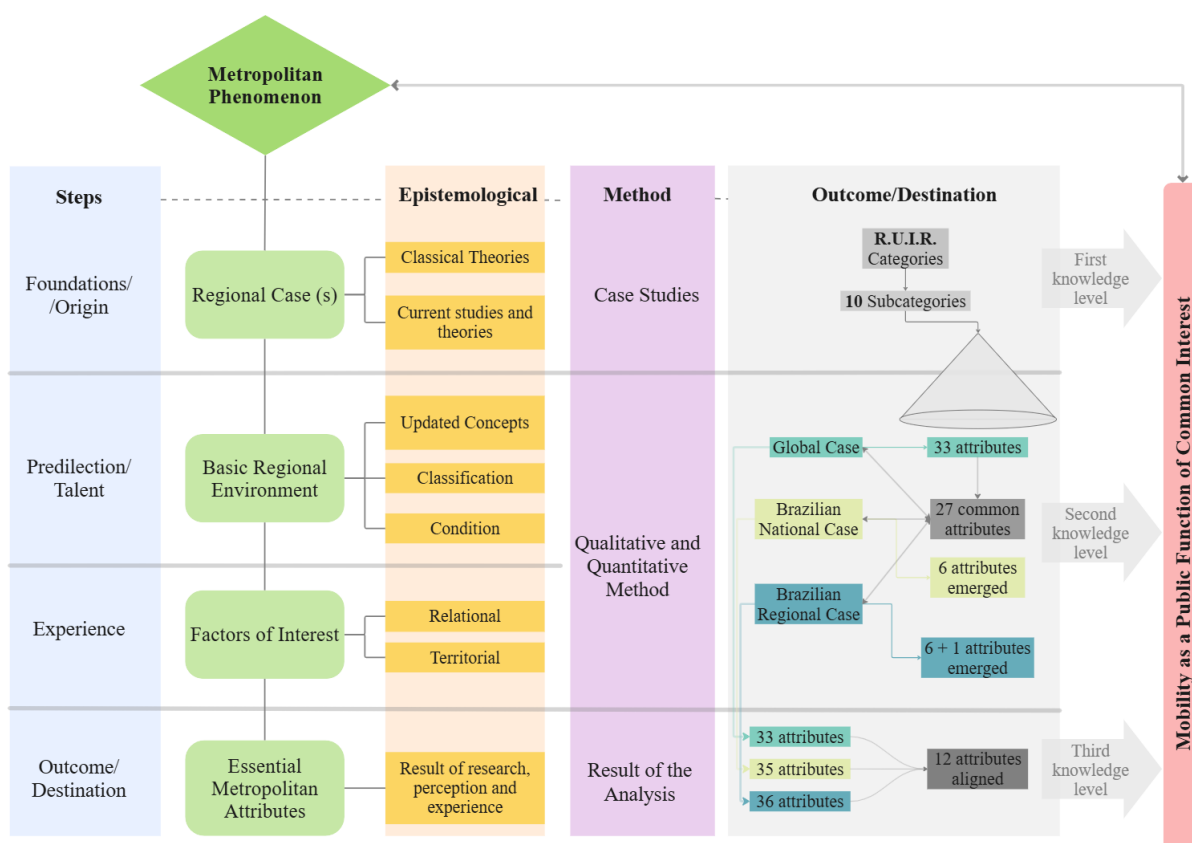 Metropolitan
Phenomenon
Steps
Epistemological
Method
Outcome/Destination
Foundations/
/Origin
Regional Case (s)
Classical Theories
Current studies and
theories
Case Studies
R.U.I.R.
Categories
10 Subcategories
First
knowledge
level
Predilection/
Talent
Basic Regional
Environment
Updated Concepts
Classification
Condition
Qualitative and
Quantitative
Method
Global Case
33 attributes
Brazilian
National Case
27 common
attributes
6 attributes
emerged
Brazilian
Regional Case
6 + 1 attributes
emerged
Second
knowledge
level
Experience
Factors of Interest
Relational
Territorial
Outcome/
Destination
Essential
Metropolitan
Attributes
Result of research,
perception and
experience
Result of the
Analysis
33 attributes
35 attributes
36 attributes
12 attributes
aligned
Third
knowledge
level
Mobility as a Public Function of Common Interest